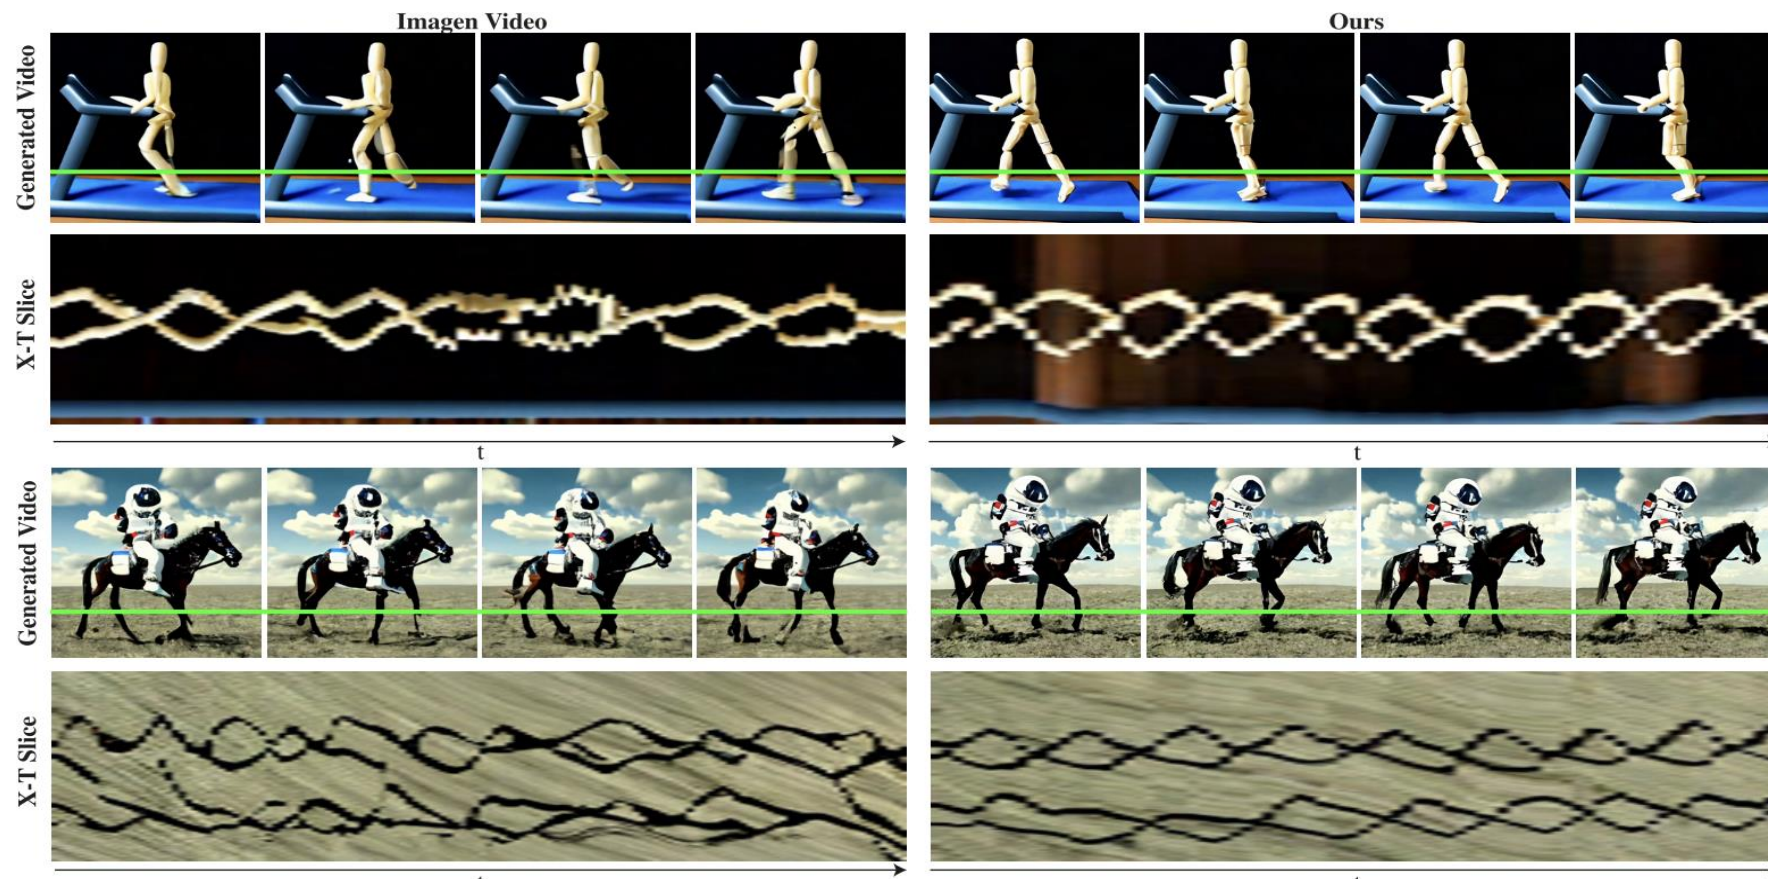 Imagen Video
Ours
Generated Video
X-T Slice
t
t
Generated Video
X-T Slice